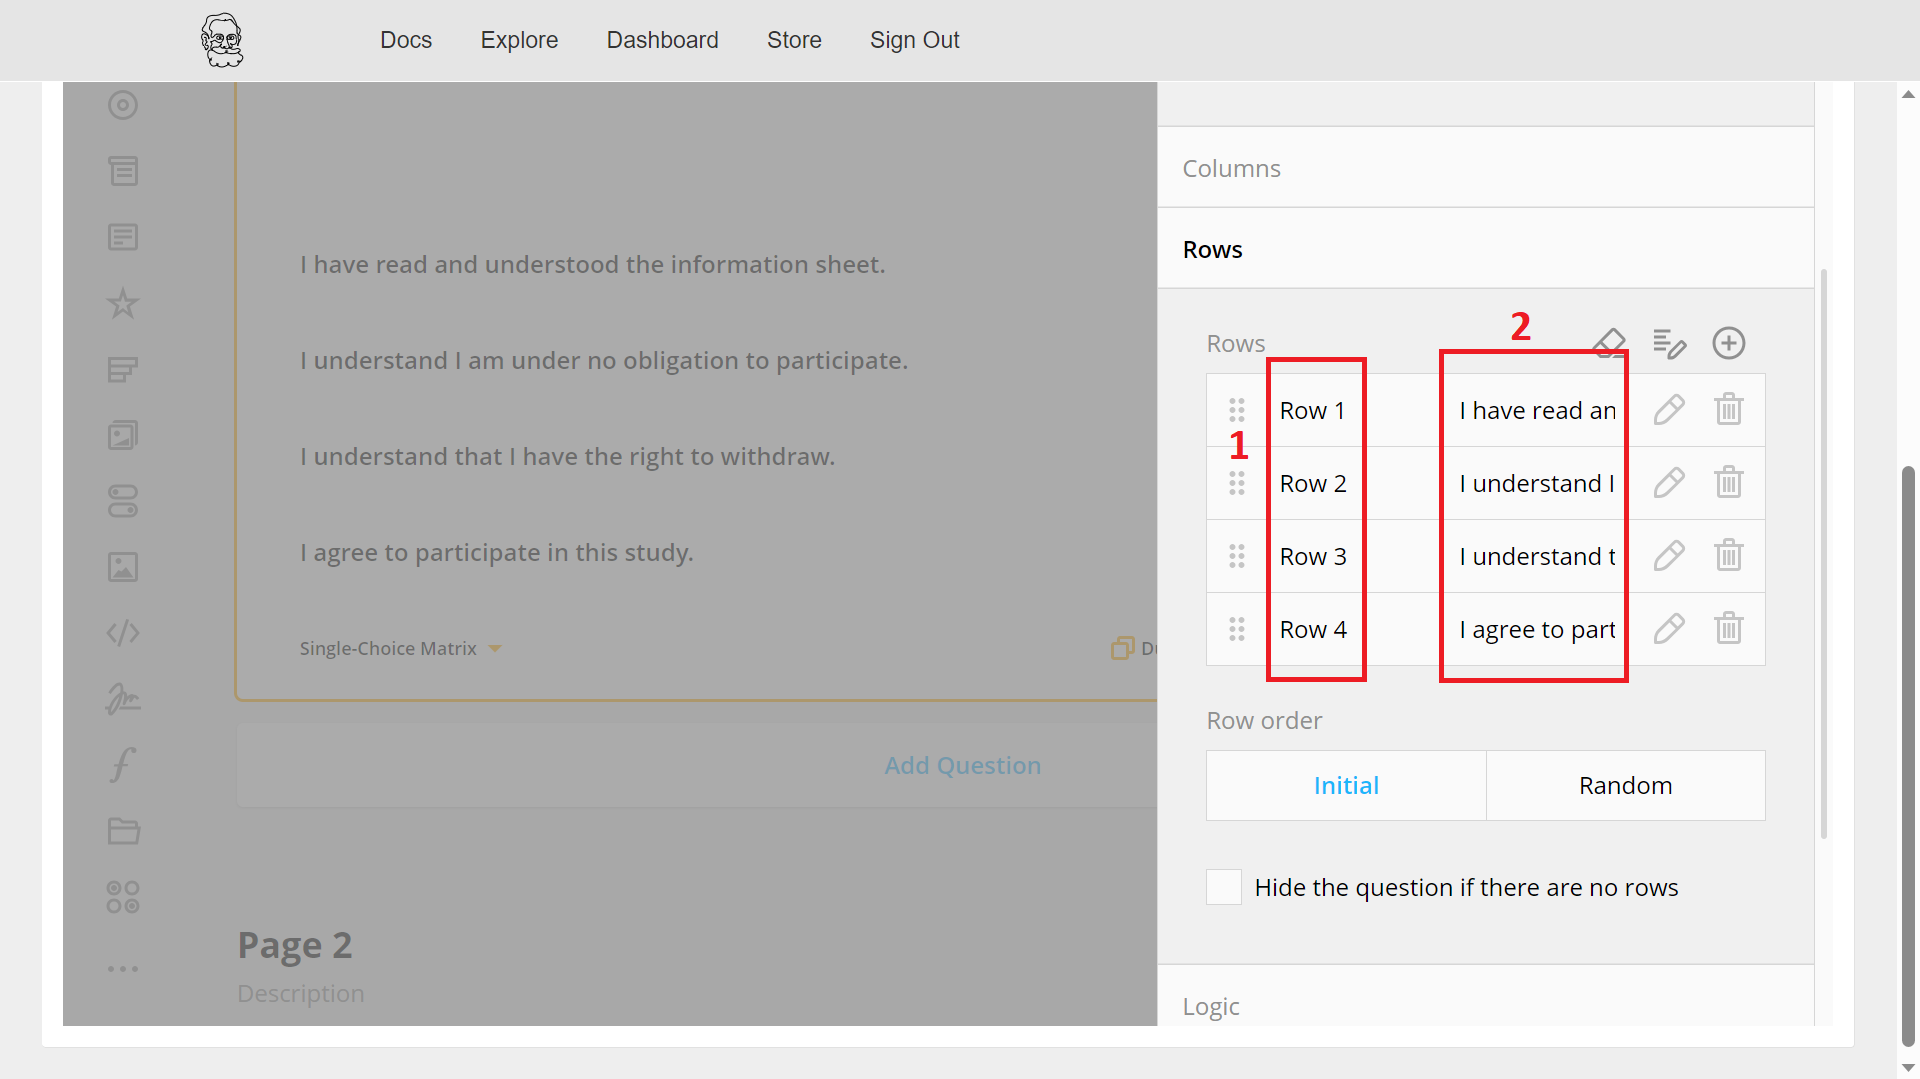 Docs Explore Dashboard Store Sign Out
Columns
Rows
I have read and understood the information sheet.
I understand I am under no obligation to participate.
I understand that I have the right to withdraw.
I agree to participate in this study.
Single-Choice Matrix
Add Question
Page 2
Description
2
Rows
1
Row 1 I have read an
Row 2 I understand I
Row 3 I understand t
Row 4 I agree to part
Row order
Initial Random
Hide the question if there are no rows
Logic